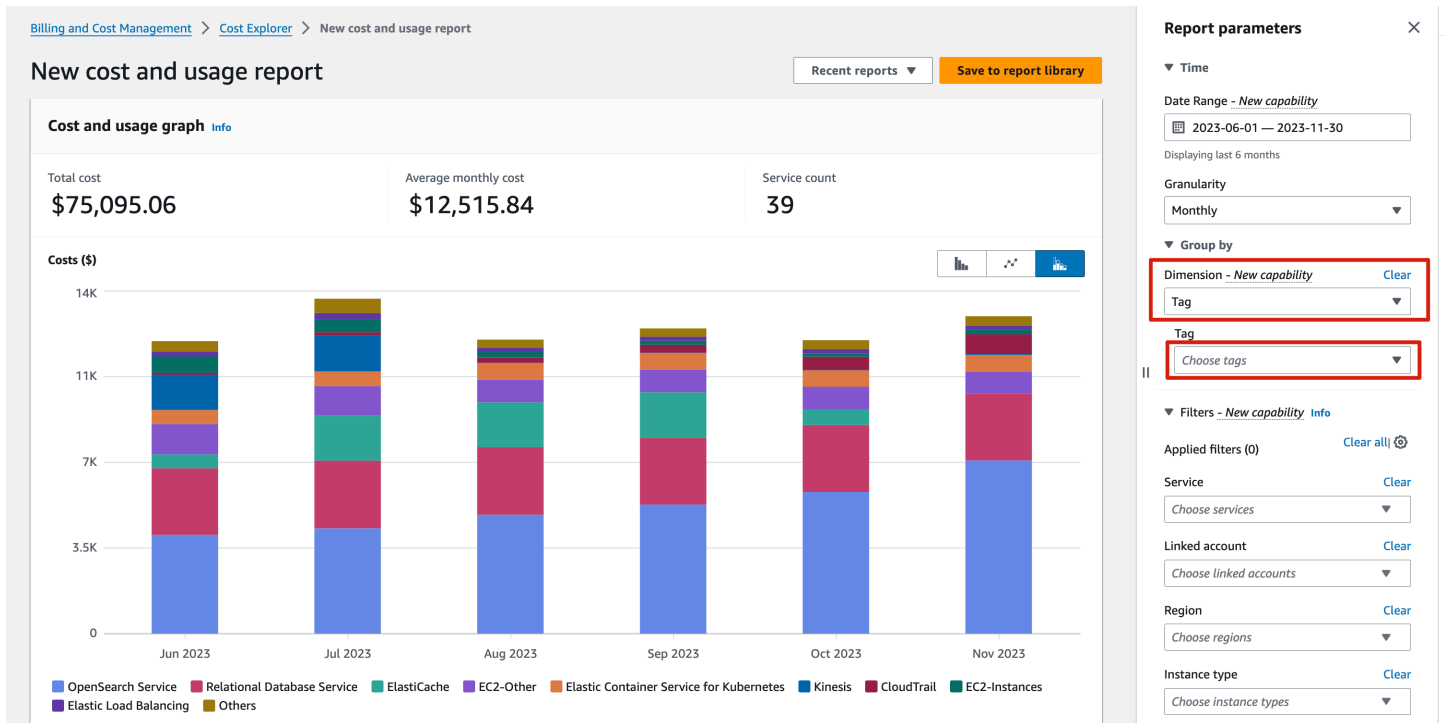 Billing and Cost Management > Cost Explorer > New cost and usage report
New cost and usage report
Recent reports
Save to report library
Cost and usage graph Info
Total cost
$75,095.06
Average monthly cost
$12,515.84
Service count
39
Costs ($)
14K
11K
7K
3.5K
0
Jun 2023
Jul 2023
Aug 2023
Sep 2023
Oct 2023
Nov 2023
OpenSearch Service
Relational Database Service
ElastiCache
EC2-Other
Elastic Container Service for Kubernetes
Kinesis
CloudTrail
EC2-Instances
Elastic Load Balancing
Others
Report parameters
Time
Date Range - New capability
2023-06-01 — 2023-11-30
Displaying last 6 months
Granularity
Monthly
Group by
Dimension - New capability Clear
Tag
Tag
Choose tags
Filters - New capability Info
Applied filters (0) Clear all|
Service Clear
Choose services
Linked account Clear
Choose linked accounts
Region Clear
Choose regions
Instance type Clear
Choose instance types